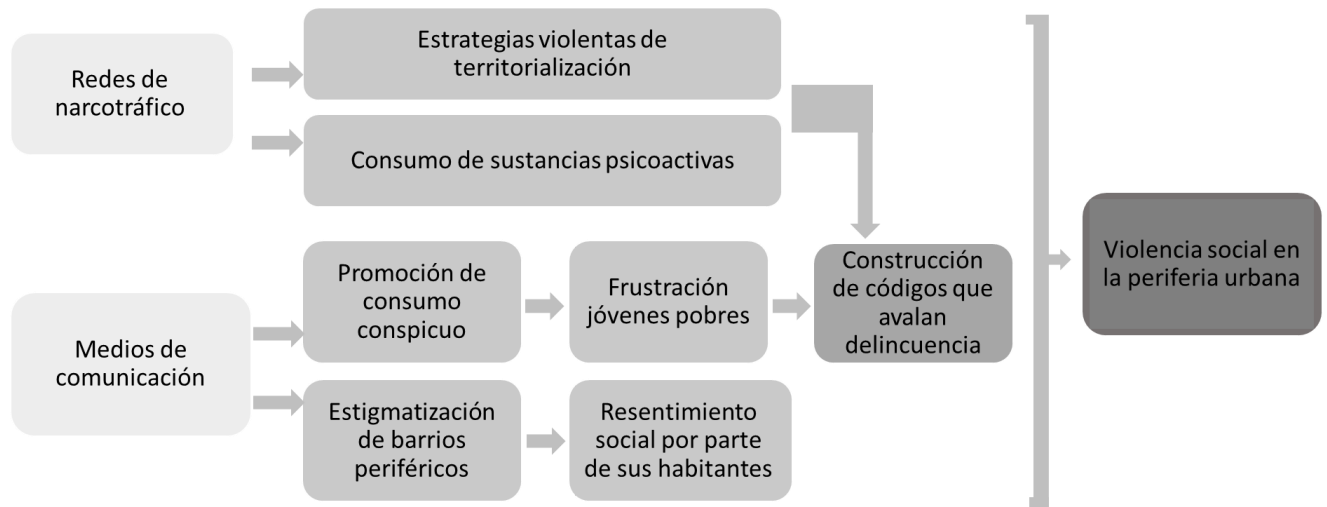 Redes de
narcotráfico
Estrategias violentas de
territorialización
Consumo de sustancias psicoactivas
Medios de
comunicación
Promoción de
consumo
conspicuo
Frustración
jóvenes pobres
Construcción
de códigos que
avalan
delincuencia
Estigmatización
de barrios
periféricos
Resentimiento
social por parte
de sus habitantes
Violencia social en
la periferia urbana